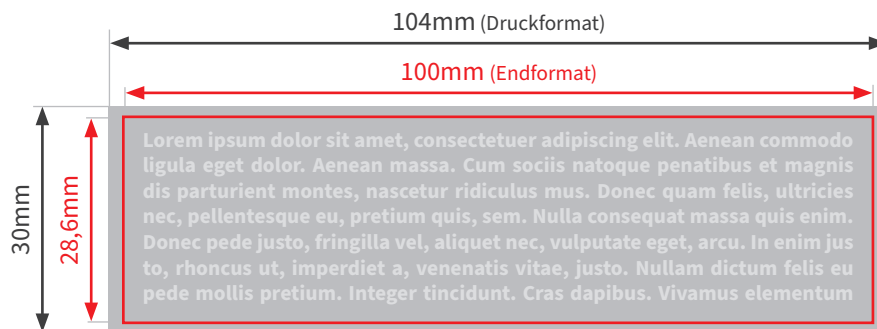 104mm (Druckformat)
100mm (Endformat)
30mm
28,6mm
Lorem ipsum dolor sit amet, consectetuer adipiscing elit. Aenean commodo
ligula eget dolor. Aenean massa. Cum sociis natoque penatibus et magnis
dis parturient montes, nascetur ridiculus mus. Donec quam felis, ultricies
nec, pellentesque eu, pretium quis, sen. Nulla consequat massa quis enim.
Donec pede justo, fringilla vel, aliquet nec, vulputate eget, arcu. In enim jus
to, rhoncus ut, imperdiet a, venenatis vitae, justo. Nullam dictum felis eu
pede mollis pretium. Integer tincidunt. Cras dapibus. Vivamus elementum